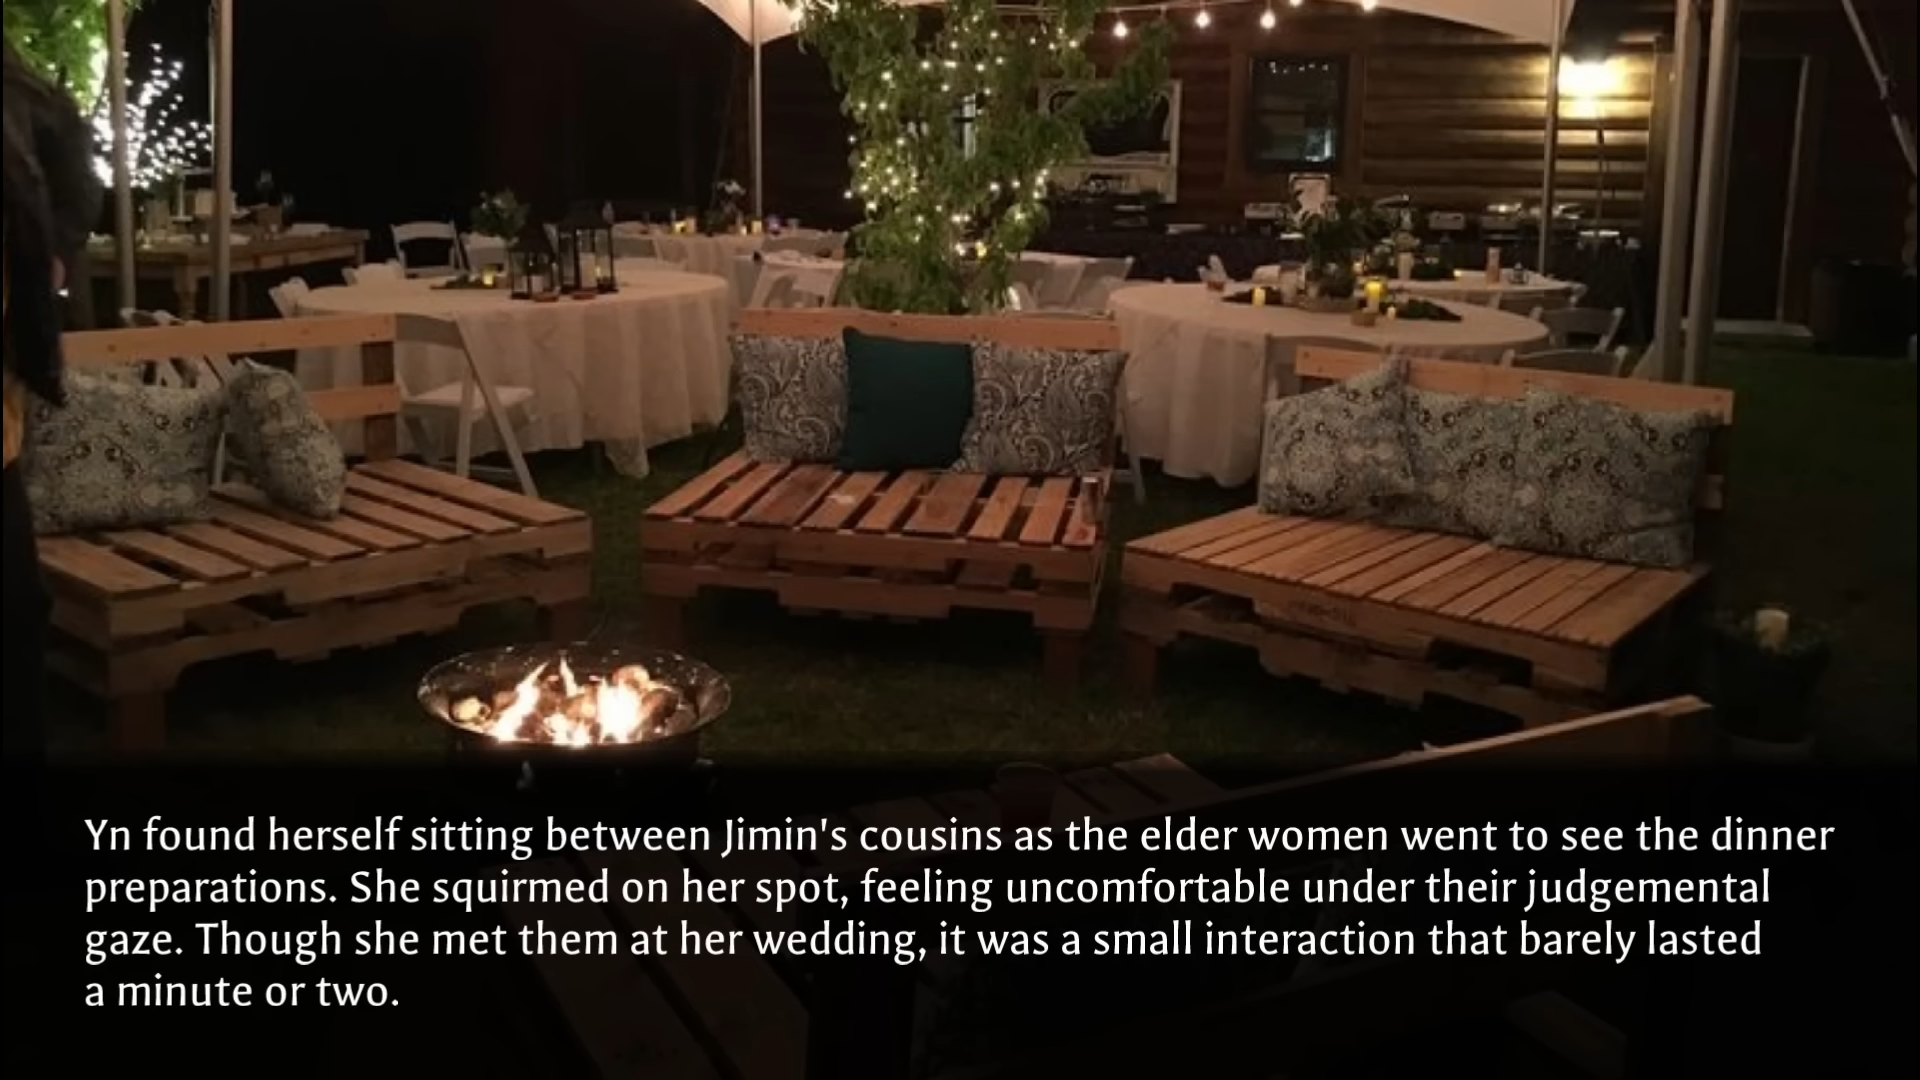 Yn found herself sitting between Jimin's cousins as the elder women went to see the dinner
preparations. She squirmed on her spot, feeling uncomfortable under their judgemental
gaze. Though she met them at her wedding, it was a small interaction that barely lasted
a minute or two.